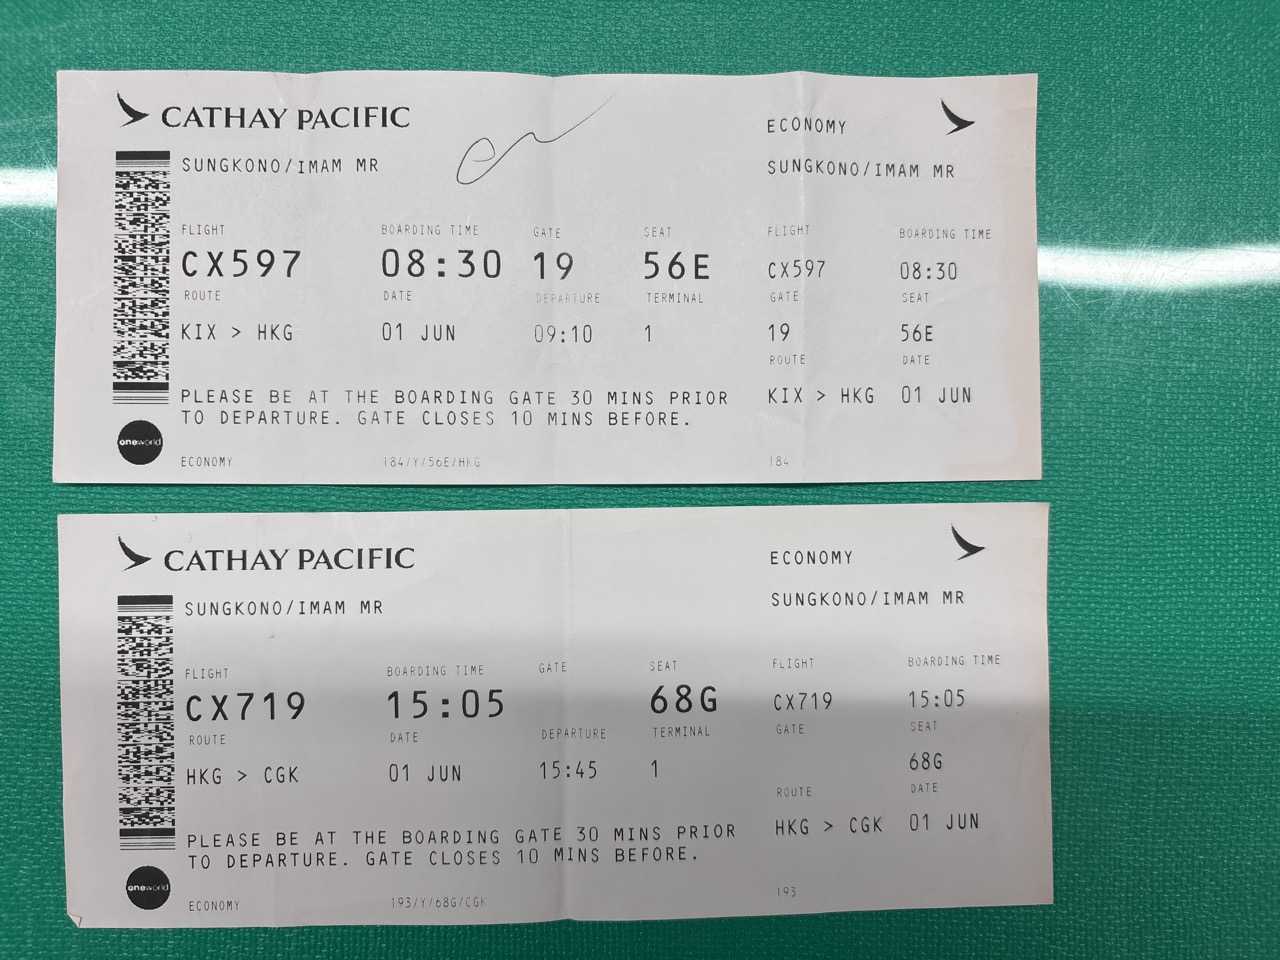 CATHAY PACIFIC
ECONOMY
SUNGKONO/IMAM MR
SUNGKONO/IMAM MR
FLIGHT BOARDING TIME GATE SEAT FLIGHT BOARDING TIME
CX597 08:30 19 56E CX597 08:30
ROUTE DATE DEPARTURE TERMINAL GATE SEAT
KIX > HKG 01 JUN 09:10 1 19 56E
ROUTE DATE
PLEASE BE AT THE BOARDING GATE 30 MINS PRIOR KIX > HKG 01 JUN
TO DEPARTURE. GATE CLOSES 10 MINS BEFORE.
oneworld
ECONOMY 184/Y/56E/HKG 184
CATHAY PACIFIC
ECONOMY
SUNGKONO/IMAM MR
SUNGKONO/IMAM MR
FLIGHT BOARDING TIME GATE SEAT FLIGHT BOARDING TIME
CX719 15:05 68G CX719 15:05
ROUTE DATE DEPARTURE TERMINAL GATE SEAT
HKG > CGK 01 JUN 15:45 1 68G
ROUTE DATE
PLEASE BE AT THE BOARDING GATE 30 MINS PRIOR HKG > CGK 01 JUN
TO DEPARTURE. GATE CLOSES 10 MINS BEFORE.
oneworld
ECONOMY 193/Y/68G/CGK 193